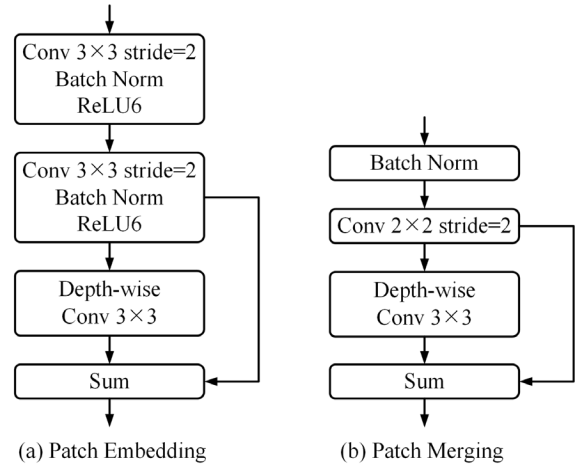 Conv 3×3 stride=2
Batch Norm
ReLU6
Conv 3×3 stride=2
Batch Norm
ReLU6
Depth-wise
Conv 3×3
Sum
(a) Patch Embedding
Batch Norm
Conv 2×2 stride=2
Depth-wise
Conv 3×3
Sum
(b) Patch Merging